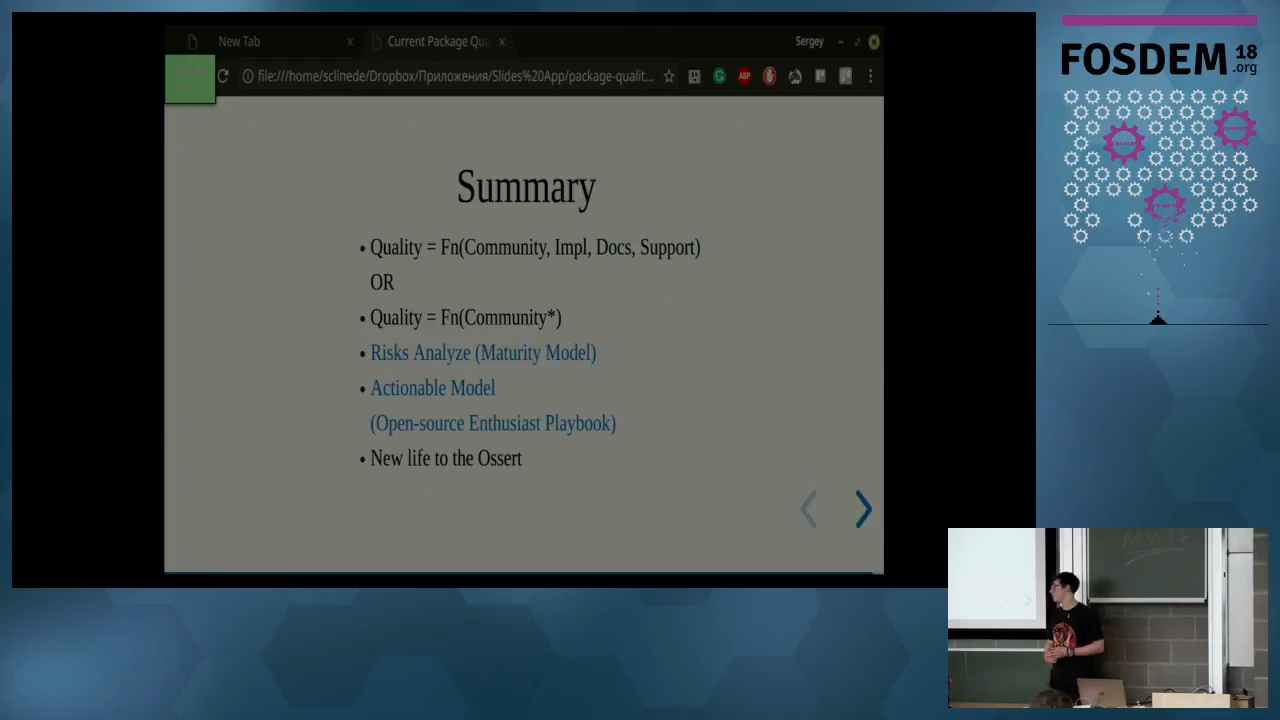 New Tab
Current Package Qua
Sergey
file:///home/sclinede/Dropbox/Приложения/Slides%20App/package-qualit...
ABP
Summary
• Quality = Fn(Community, Impl, Docs, Support)
OR
• Quality = Fn(Community*)
• Risks Analyze (Maturity Model)
• Actionable Model
(Open-source Enthusiast Playbook)
• New life to the Ossert
FOSDEM 18
.org